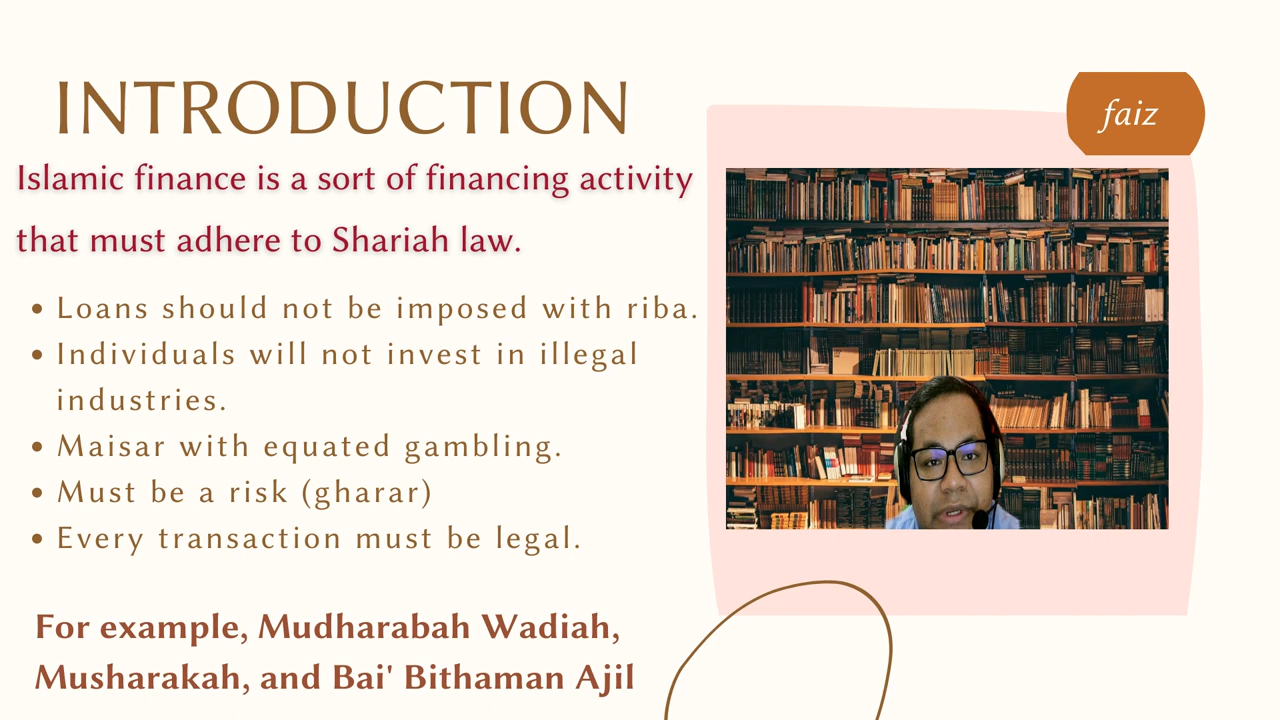 INTRODUCTION
faiz
Islamic finance is a sort of financing activity
that must adhere to Shariah law.
• Loans should not be imposed with riba.
• Individuals will not invest in illegal
industries.
• Maisar with equated gambling.
• Must be a risk (gharar)
• Every transaction must be legal.
For example, Mudharabah Wadiah,
Musharakah, and Bai' Bithaman Ajil